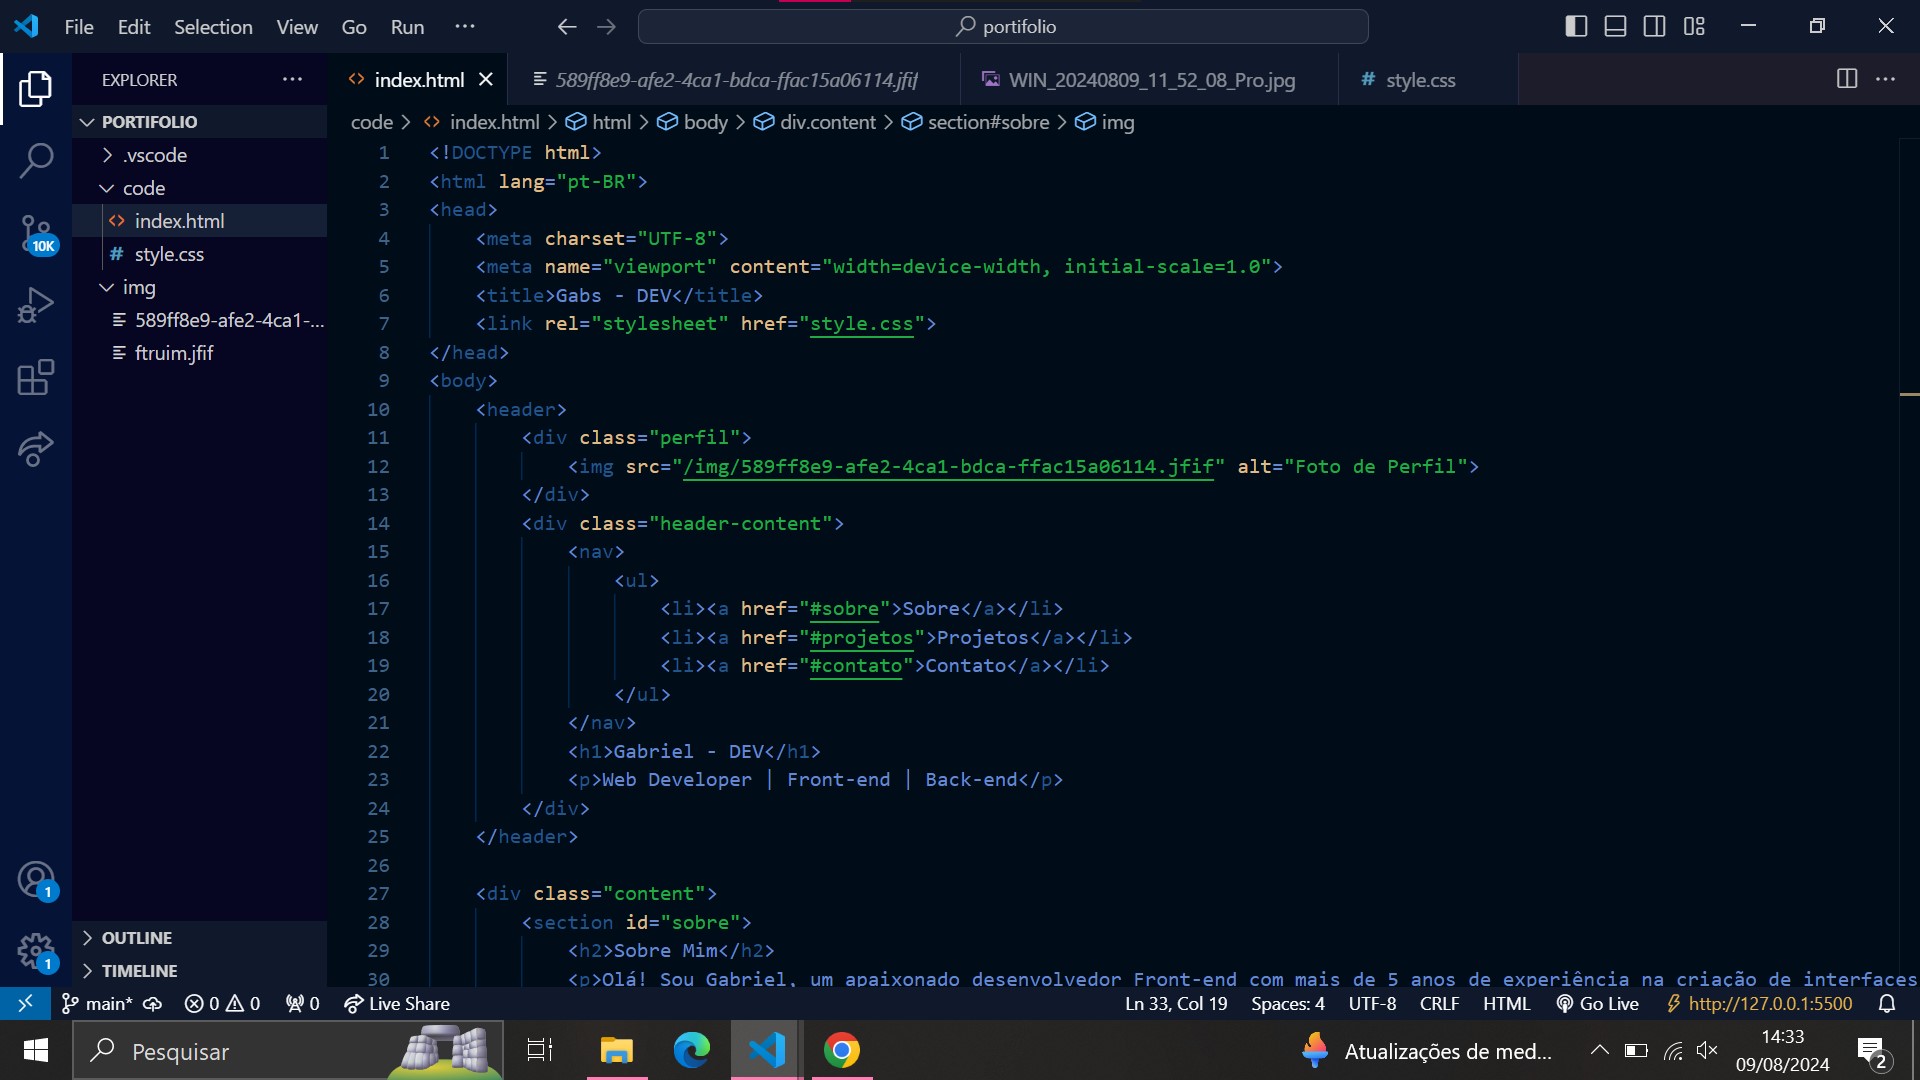 File Edit Selection View Go Run ··· portifolio
EXPLORER ···
index.html 589ff8e9-afe2-4ca1-bdca-ffac15a06114.jfif WIN_20240809_11_52_08_Pro.jpg # style.css ···
PORTIFOLIO
.vscode
code
index.html
# style.css
img
589ff8e9-afe2-4ca1-...
ftruim.jfif
10K
1
1
OUTLINE
TIMELINE
code > index.html > html > body > div.content > section#sobre > img
1 <!DOCTYPE html>
2 <html lang="pt-BR">
3 <head>
4 <meta charset="UTF-8">
5 <meta name="viewport" content="width=device-width, initial-scale=1.0">
6 <title>Gabs - DEV</title>
7 <link rel="stylesheet" href="style.css">
8 </head>
9 <body>
10 <header>
11 <div class="perfil">
12 <img src="/img/589ff8e9-afe2-4ca1-bdca-ffac15a06114.jfif" alt="Foto de Perfil">
13 </div>
14 <div class="header-content">
15 <nav>
16 <ul>
17 <li><a href="#sobre">Sobre</a></li>
18 <li><a href="#projetos">Projetos</a></li>
19 <li><a href="#contato">Contato</a></li>
20 </ul>
21 </nav>
22 <h1>Gabriel - DEV</h1>
23 <p>Web Developer | Front-end | Back-end</p>
24 </div>
25 </header>
26
27 <div class="content">
28 <section id="sobre">
29 <h2>Sobre Mim</h2>
30 <p>Olá! Sou Gabriel, um apaixonado desenvolvedor Front-end com mais de 5 anos de experiência na criação de interfaces
main* 0 0 0 Live Share Ln 33, Col 19 Spaces: 4 UTF-8 CRLF HTML Go Live http://127.0.0.1:5500
Pesquisar Atualizações de med... 14:33
09/08/2024
2